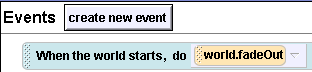 Events create new event
When the world starts, do world.fadeOut